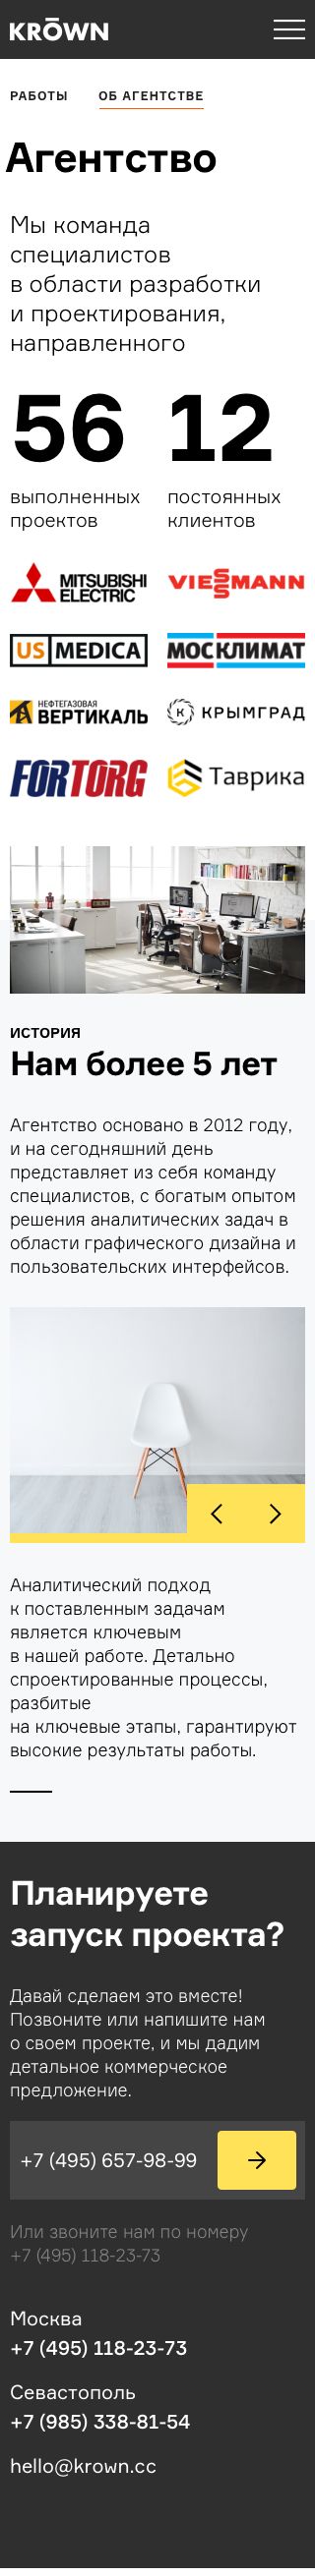 KRŌWN
РАБОТЫ ОБ АГЕНТСТВЕ
Агентство
Мы команда
специалистов
в области разработки
и проектирования,
направленного
56 12
выполненных постоянных
проектов клиентов
MITSUBISHI ELECTRIC VIESSMANN
US MEDICA МОСКЛИМАТ
НЕФТЕГАЗОВАЯ ВЕРТИКАЛЬ К КРЫМГРАД
FORTORG Таврика
ИСТОРИЯ
Нам более 5 лет
Агентство основано в 2012 году,
и на сегодняшний день
представляет из себя команду
специалистов, с богатым опытом
решения аналитических задач в
области графического дизайна и
пользовательских интерфейсов.
Аналитический подход
к поставленным задачам
является ключевым
в нашей работе. Детально
спроектированные процессы,
разбитые
на ключевые этапы, гарантируют
высокие результаты работы.
Планируете
запуск проекта?
Давай сделаем это вместе!
Позвоните или напишите нам
о своем проекте, и мы дадим
детальное коммерческое
предложение.
+7 (495) 657-98-99
Или звоните нам по номеру
+7 (495) 118-23-73
Москва
+7 (495) 118-23-73
Севастополь
+7 (985) 338-81-54
hello@krown.cc